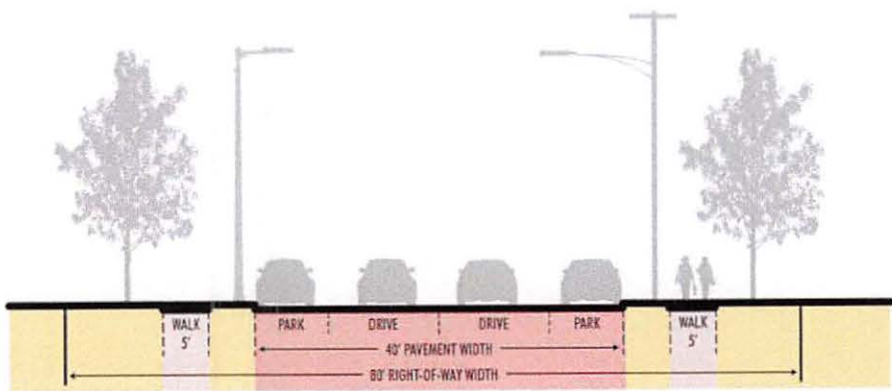 WALK
5'
PARK
DRIVE
DRIVE
PARK
WALK
5'
40' PAVEMENT WIDTH
80' RIGHT-OF-WAY WIDTH